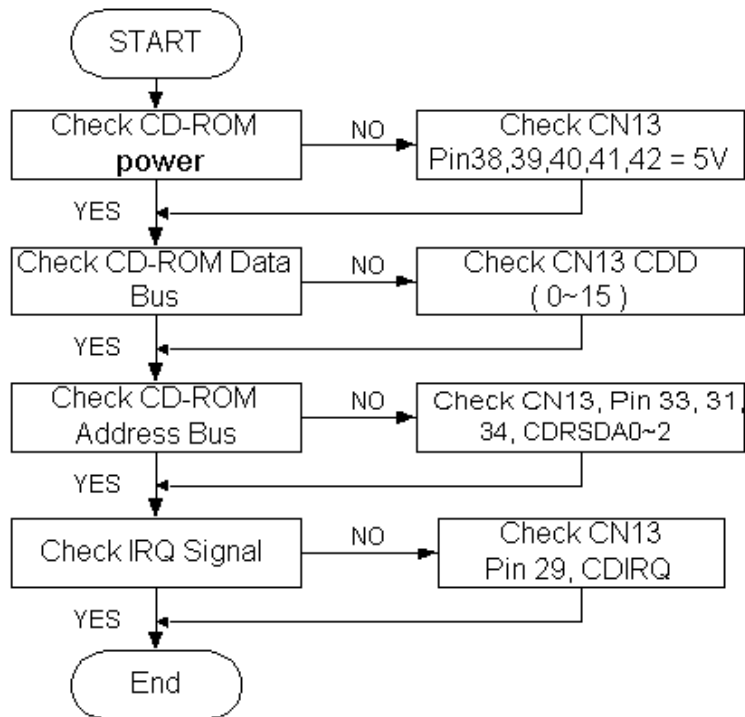 START
Check CD-ROM
power
NO
Check CN13
Pin38,39,40,41,42 = 5V
YES
Check CD-ROM Data
Bus
NO
Check CN13 CDD
( 0~15 )
YES
Check CD-ROM
Address Bus
NO
Check CN13, Pin 33, 31,
34, CDRSDA0~2
YES
Check IRQ Signal
NO
Check CN13
Pin 29, CDIRQ
YES
End